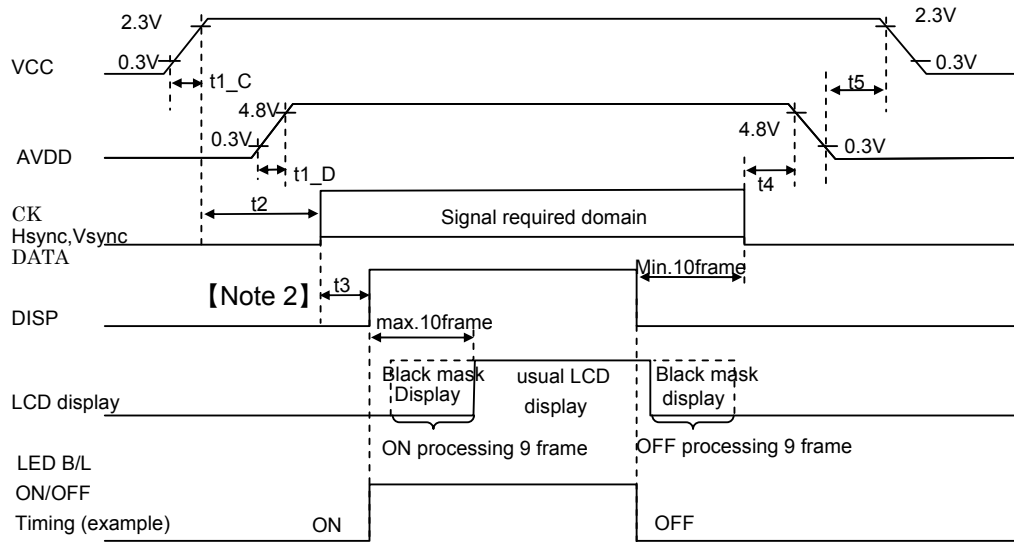 2.3V
2.3V
VCC
0.3V
0.3V
t1_C
t5
4.8V
4.8V
0.3V
0.3V
AVDD
t1_D
t4
t2
CK
Signal required domain
Hsync,Vsync
DATA
Min.10frame
【Note 2】
t3
DISP
max.10frame
Black mask
Display
usual LCD
display
Black mask
display
LCD display
ON processing 9 frame
OFF processing 9 frame
LED B/L
ON/OFF
Timing (example)
ON
OFF